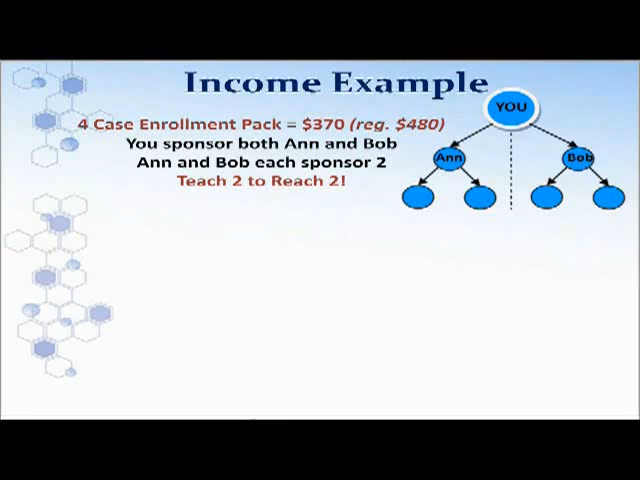 Income Example
YOU
4 Case Enrollment Pack = $370 (reg. $480)
You sponsor both Ann and Bob
Ann and Bob each sponsor 2
Teach 2 to Reach 2!
Ann
Bob